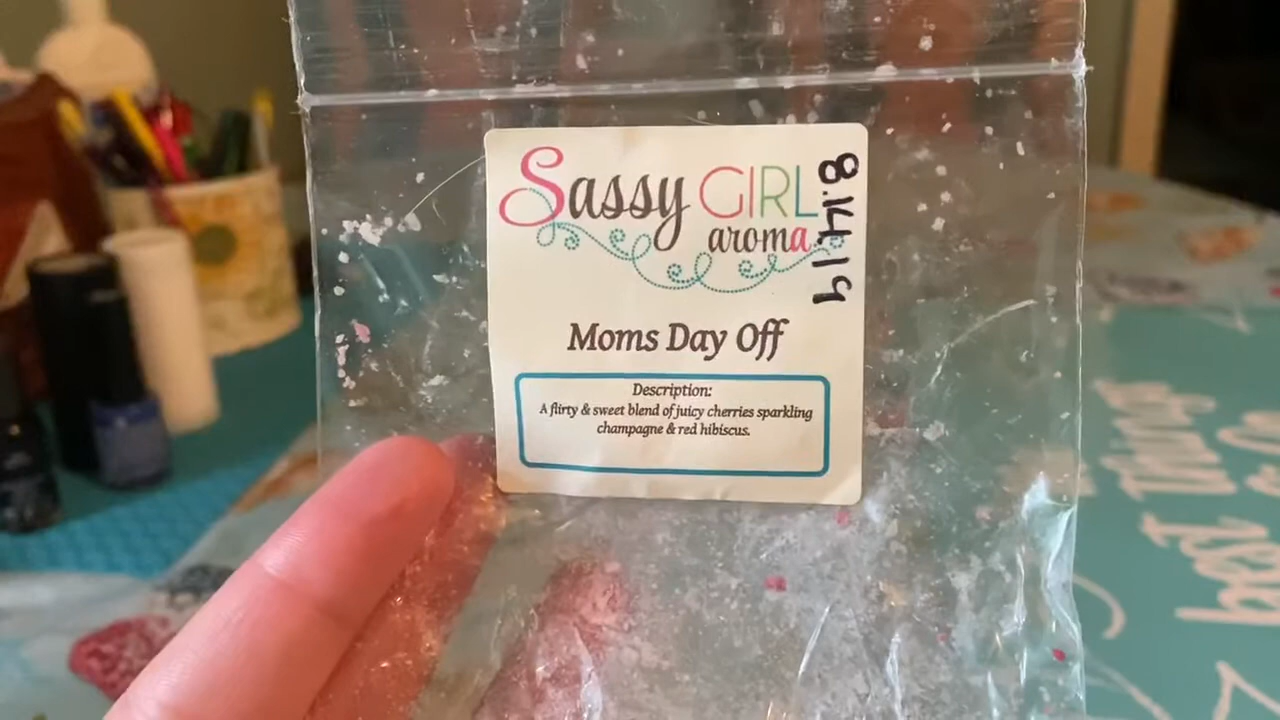 Sassy GIRL
aroma
8.14.19
Moms Day Off
Description:
A flirty & sweet blend of juicy cherries sparkling
champagne & red hibiscus.